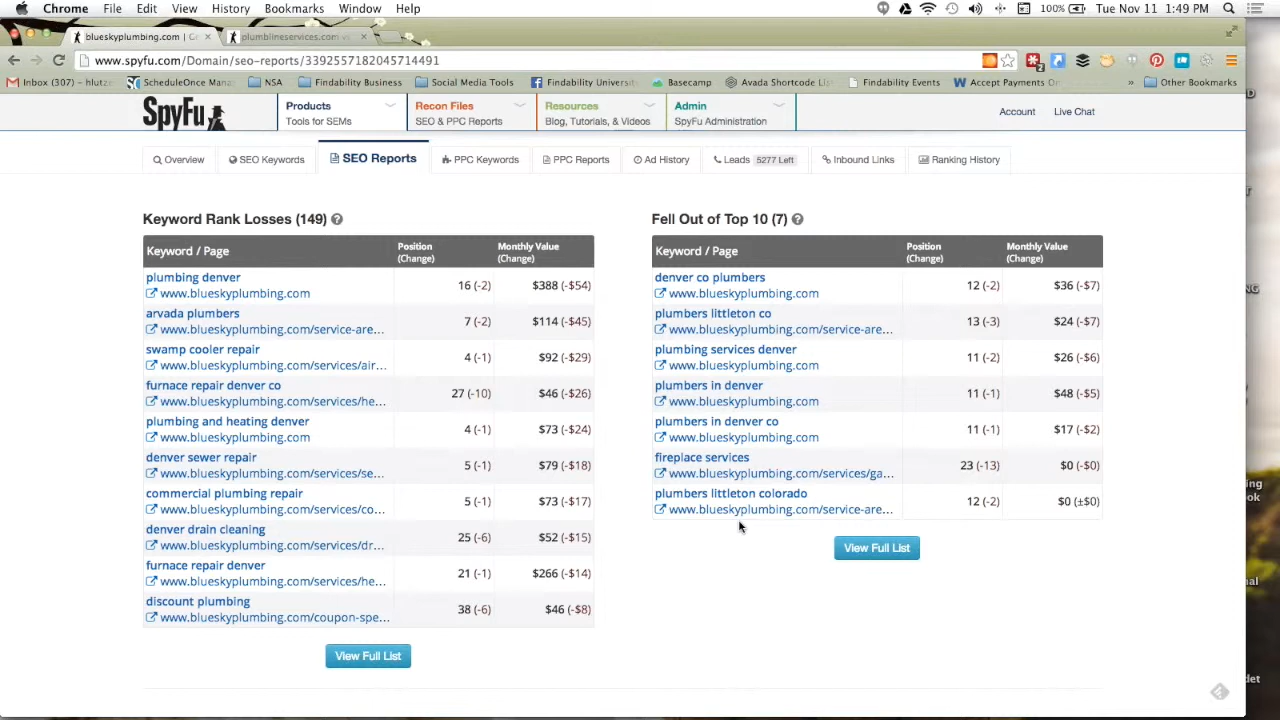 Chrome File Edit View History Bookmarks Window Help 100% Tue Nov 11 1:49 PM
blueskyplumbing.com | G
plumblineservices.com v
www.spyfu.com/Domain/seo-reports/3392557182045714491
Inbox (307) – hlutz... ScheduleOnce Mana NSA Findability Business Social Media Tools Findability Universit Basecamp Avada Shortcode List Findability Events Accept Payments On » Other Bookmarks
SpyFu
Products
Tools for SEMs
Recon Files
SEO & PPC Reports
Resources
Blog, Tutorials, & Videos
Admin
SpyFu Administration
Account Live Chat
Overview SEO Keywords SEO Reports PPC Keywords PPC Reports Ad History Leads 5277 Left Inbound Links Ranking History
Keyword Rank Losses (149)
Keyword / Page Position (Change) Monthly Value (Change)
plumbing denver
www.blueskyplumbing.com
16 (-2) $388 (-$54)
arvada plumbers
www.blueskyplumbing.com/service-are...
7 (-2) $114 (-$45)
swamp cooler repair
www.blueskyplumbing.com/services/air...
4 (-1) $92 (-$29)
furnace repair denver co
www.blueskyplumbing.com/services/he...
27 (-10) $46 (-$26)
plumbing and heating denver
www.blueskyplumbing.com
4 (-1) $73 (-$24)
denver sewer repair
www.blueskyplumbing.com/services/se...
5 (-1) $79 (-$18)
commercial plumbing repair
www.blueskyplumbing.com/services/co...
5 (-1) $73 (-$17)
denver drain cleaning
www.blueskyplumbing.com/services/dr...
25 (-6) $52 (-$15)
furnace repair denver
www.blueskyplumbing.com/services/he...
21 (-1) $266 (-$14)
discount plumbing
www.blueskyplumbing.com/coupon-spe...
38 (-6) $46 (-$8)
View Full List
Fell Out of Top 10 (7)
Keyword / Page Position (Change) Monthly Value (Change)
denver co plumbers
www.blueskyplumbing.com
12 (-2) $36 (-$7)
plumbers littleton co
www.blueskyplumbing.com/service-are...
13 (-3) $24 (-$7)
plumbing services denver
www.blueskyplumbing.com
11 (-2) $26 (-$6)
plumbers in denver
www.blueskyplumbing.com
11 (-1) $48 (-$5)
plumbers in denver co
www.blueskyplumbing.com
11 (-1) $17 (-$2)
fireplace services
www.blueskyplumbing.com/services/ga...
23 (-13) $0 (-$0)
plumbers littleton colorado
www.blueskyplumbing.com/service-are...
12 (-2) $0 (±$0)
View Full List